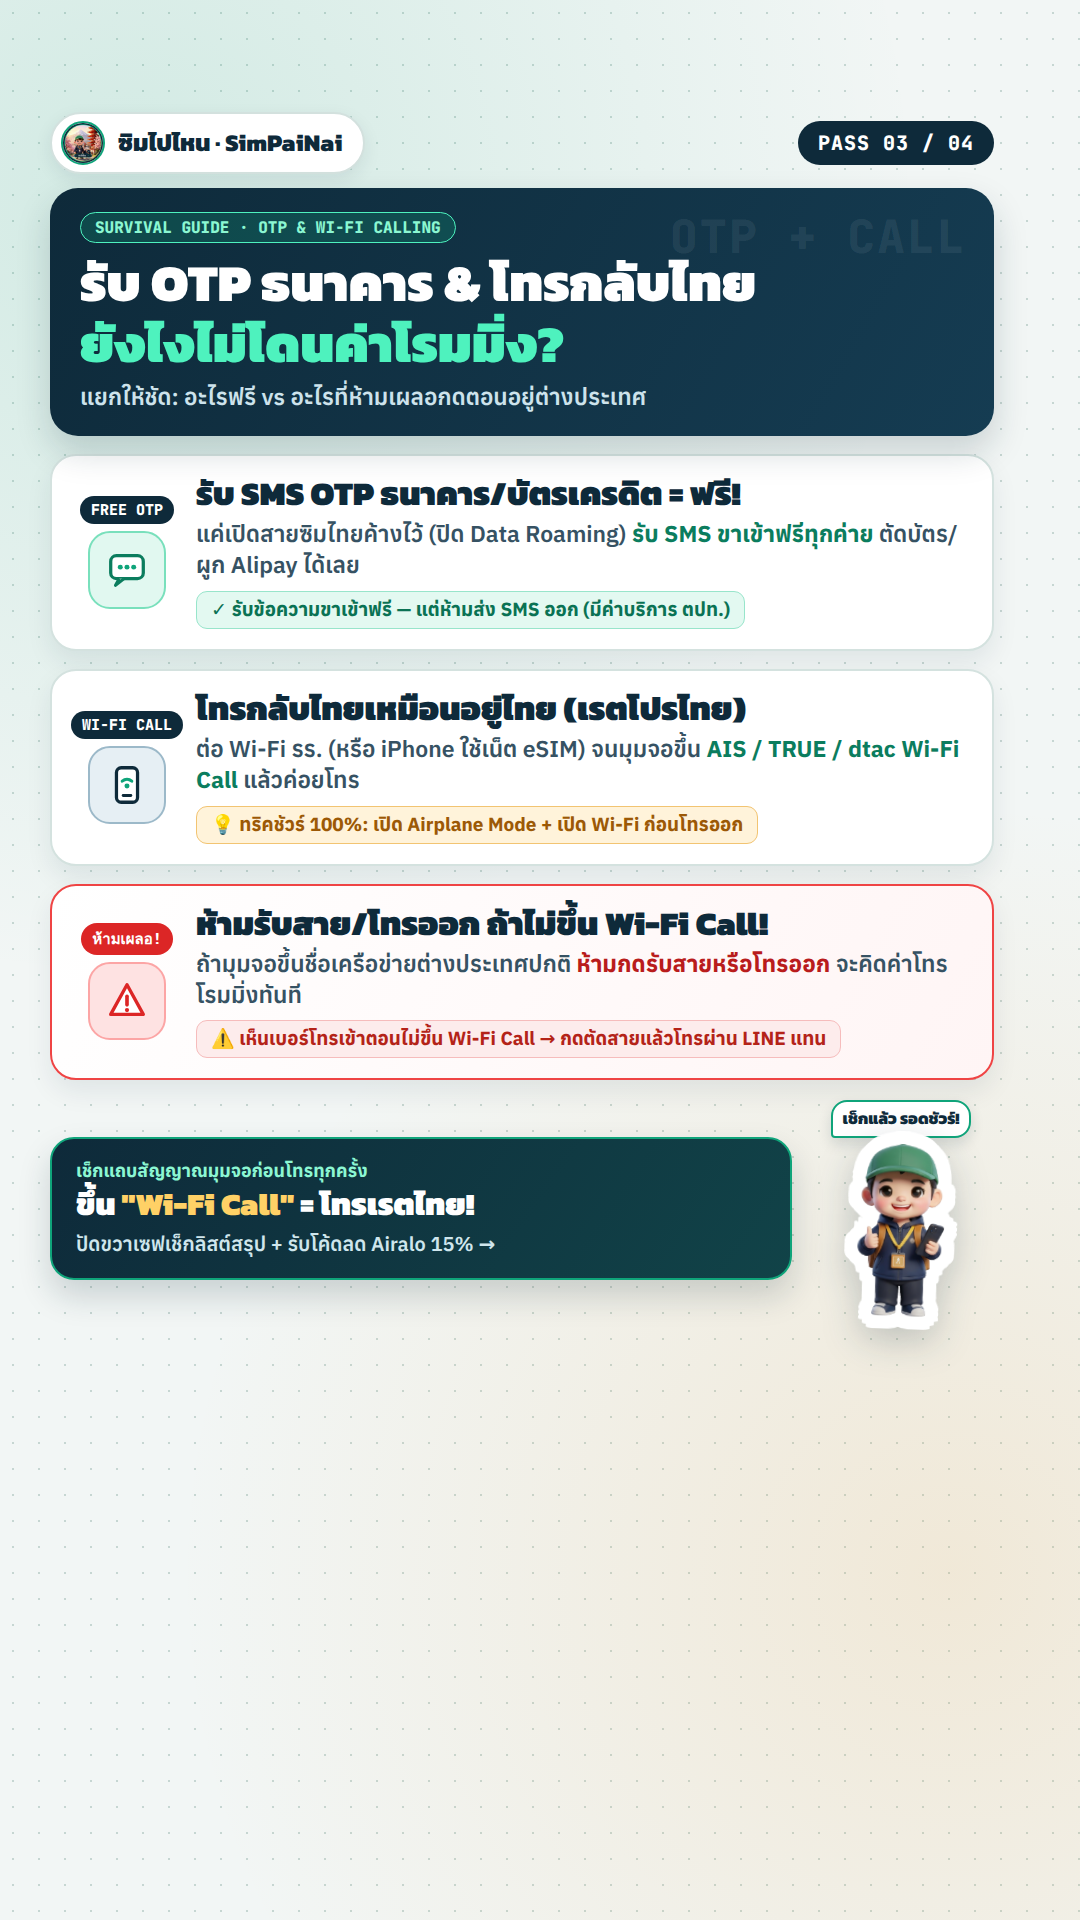 ซิมไปไหน · SimPaiNai
PASS 03 / 04
SURVIVAL GUIDE · OTP & WI-FI CALLING
OTP + CALL
รับ OTP ธนาคาร & โทรกลับไทย
ยังไงไม่โดนค่าโรมมิ่ง?
แยกให้ชัด: อะไรฟรี vs อะไรที่ห้ามเผลอกดตอนอยู่ต่างประเทศ
FREE OTP
รับ SMS OTP ธนาคาร/บัตรเครดิต = ฟรี!
แค่เปิดสายซิมไทยค้างไว้ (ปิด Data Roaming) รับ SMS ขาเข้าฟรีทุกค่าย ตัดบัตร/
ผูก Alipay ได้เลย
✓ รับข้อความขาเข้าฟรี — แต่ห้ามส่ง SMS ออก (มีค่าบริการ ตปท.)
WI-FI CALL
โทรกลับไทยเหมือนอยู่ไทย (เรตโปรไทย)
ต่อ Wi-Fi รร. (หรือ iPhone ใช้เน็ต eSIM) จนมุมจอขึ้น AIS / TRUE / dtac Wi-Fi
Call แล้วค่อยโทร
💡 ทริคชัวร์ 100%: เปิด Airplane Mode + เปิด Wi-Fi ก่อนโทรออก
ห้ามเผลอ!
ห้ามรับสาย/โทรออก ถ้าไม่ขึ้น Wi-Fi Call!
ถ้ามุมจอขึ้นชื่อเครือข่ายต่างประเทศปกติ ห้ามกดรับสายหรือโทรออก จะคิดค่าโทร
โรมมิ่งทันที
⚠️ เห็นเบอร์โทรเข้าตอนไม่ขึ้น Wi-Fi Call → กดตัดสายแล้วโทรผ่าน LINE แทน
เช็กแล้ว รอดชัวร์!
เช็กแถบสัญญาณมุมจอก่อนโทรทุกครั้ง
ขึ้น "Wi-Fi Call" = โทรเรตไทย!
ปัดขวาเซฟเช็กลิสต์สรุป + รับโค้ดลด Airalo 15% →